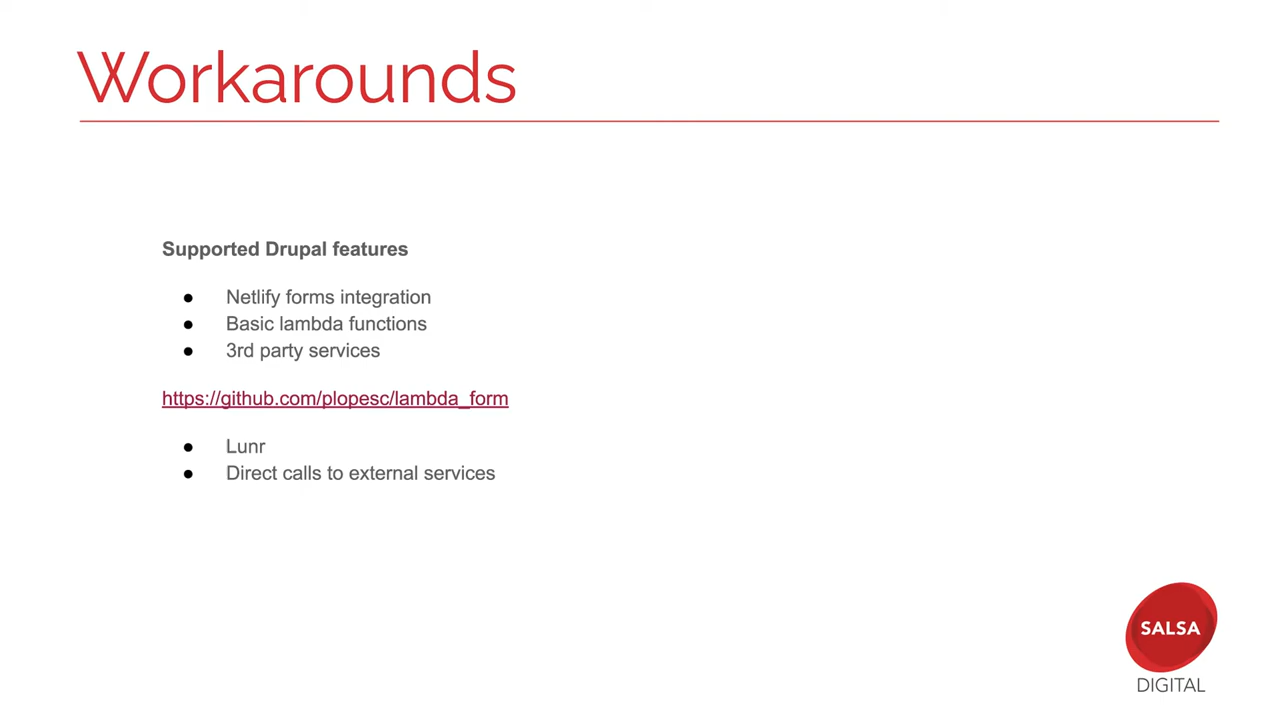 Workarounds
Supported Drupal features
● Netlify forms integration
● Basic lambda functions
● 3rd party services
https://github.com/plopesc/lambda_form
● Lunr
● Direct calls to external services
SALSA
DIGITAL